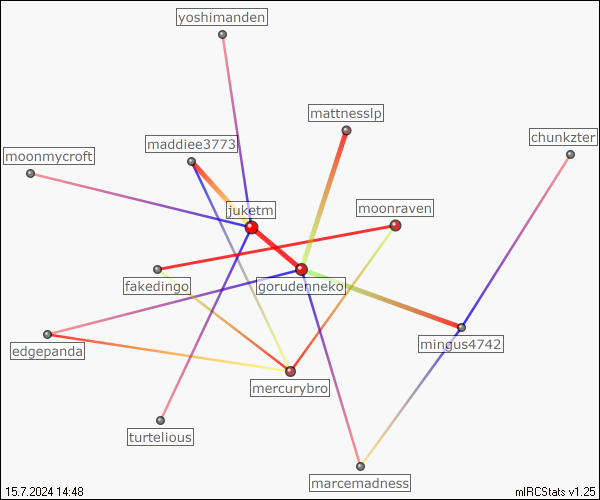 yoshimanden
mattnesslp
chunkzter
maddiee3773
moonmycroft
juketm
moonraven
fakedingo
gorudenneko
mingus4742
edgepanda
mercurybro
turtelious
marcemadness
15.7.2024 14:48
mIRCStats v1.25